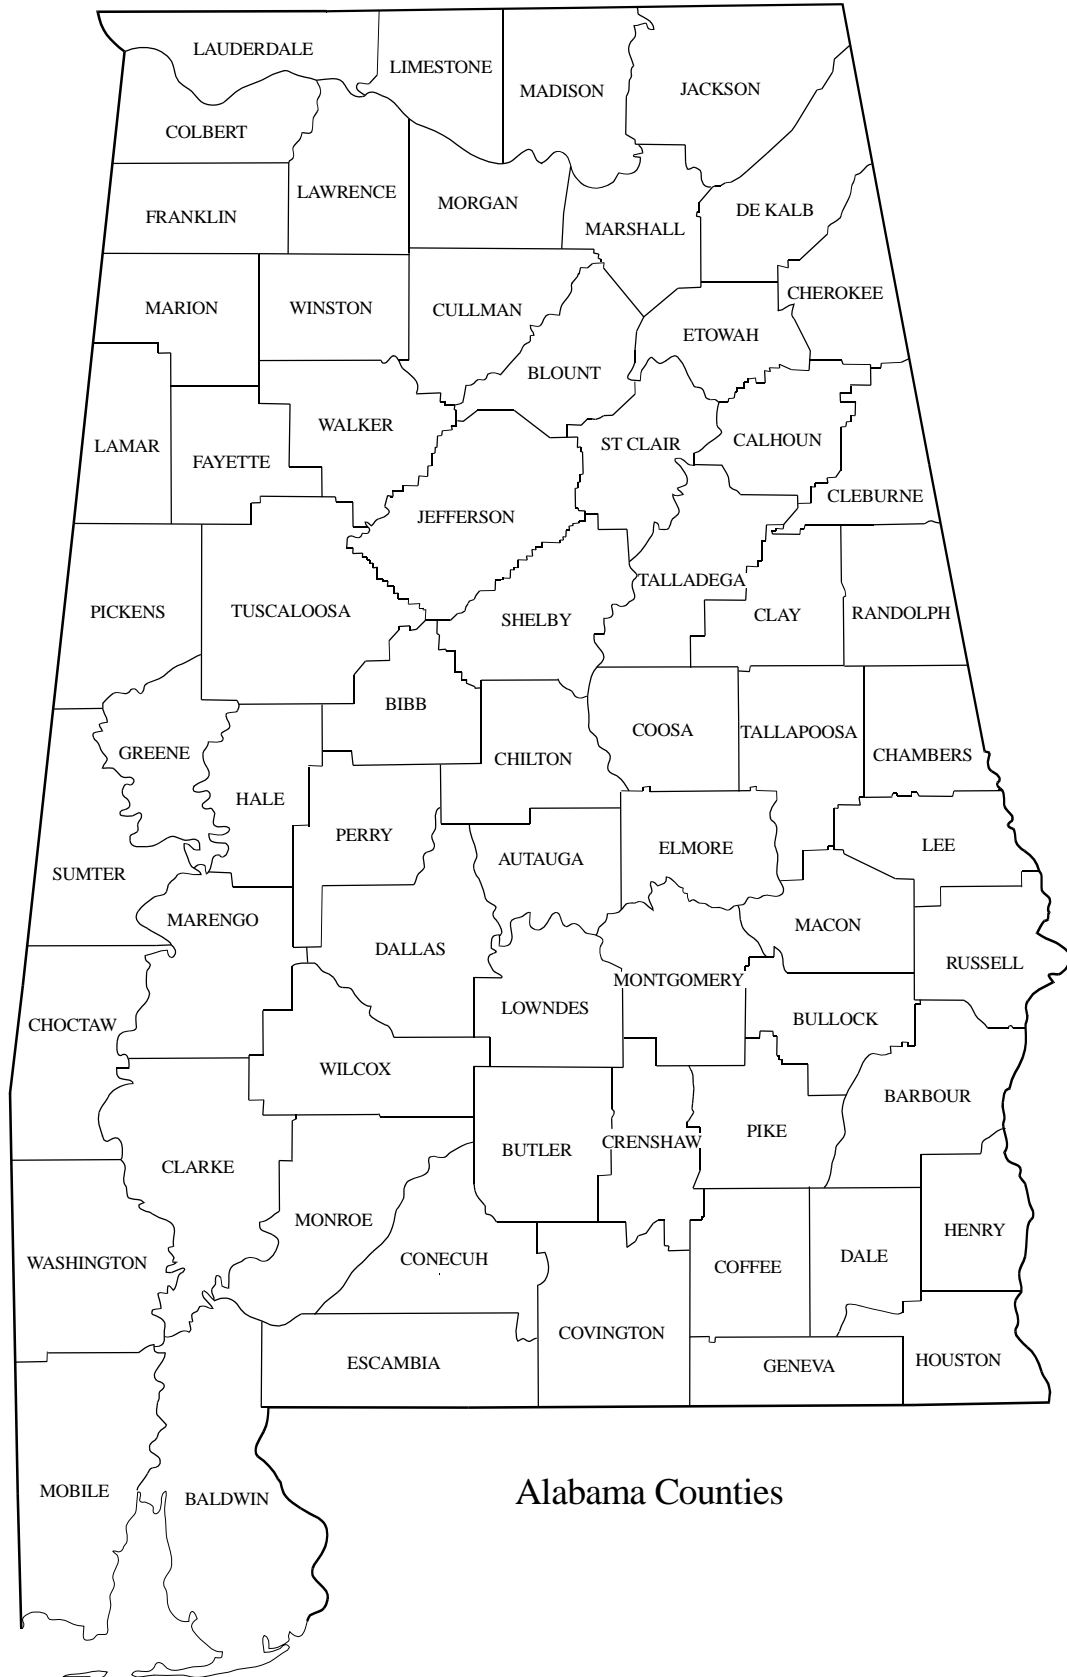 LAUDERDALE
LIMESTONE
MADISON
JACKSON
COLBERT
LAWRENCE
MORGAN
FRANKLIN
MARSHALL
DE KALB
MARION
WINSTON
CULLMAN
CHEROKEE
ETOWAH
BLOUNT
LAMAR
WALKER
FAYETTE
ST CLAIR
CALHOUN
CLEBURNE
JEFFERSON
PICKENS
TUSCALOOSA
SHELBY
TALLADEGA
CLAY
RANDOLPH
BIBB
GREENE
CHILTON
COOSA
TALLAPOOSA
CHAMBERS
HALE
PERRY
AUTAUGA
ELMORE
LEE
SUMTER
MARENGO
DALLAS
MACON
RUSSELL
MONTGOMERY
LOWNDES
BULLOCK
CHOCTAW
WILCOX
BARBOUR
BUTLER
CRENSHAW
PIKE
CLARKE
MONROE
HENRY
WASHINGTON
CONECUH
COFFEE
DALE
COVINGTON
ESCAMBIA
GENEVA
HOUSTON
MOBILE
BALDWIN
Alabama Counties